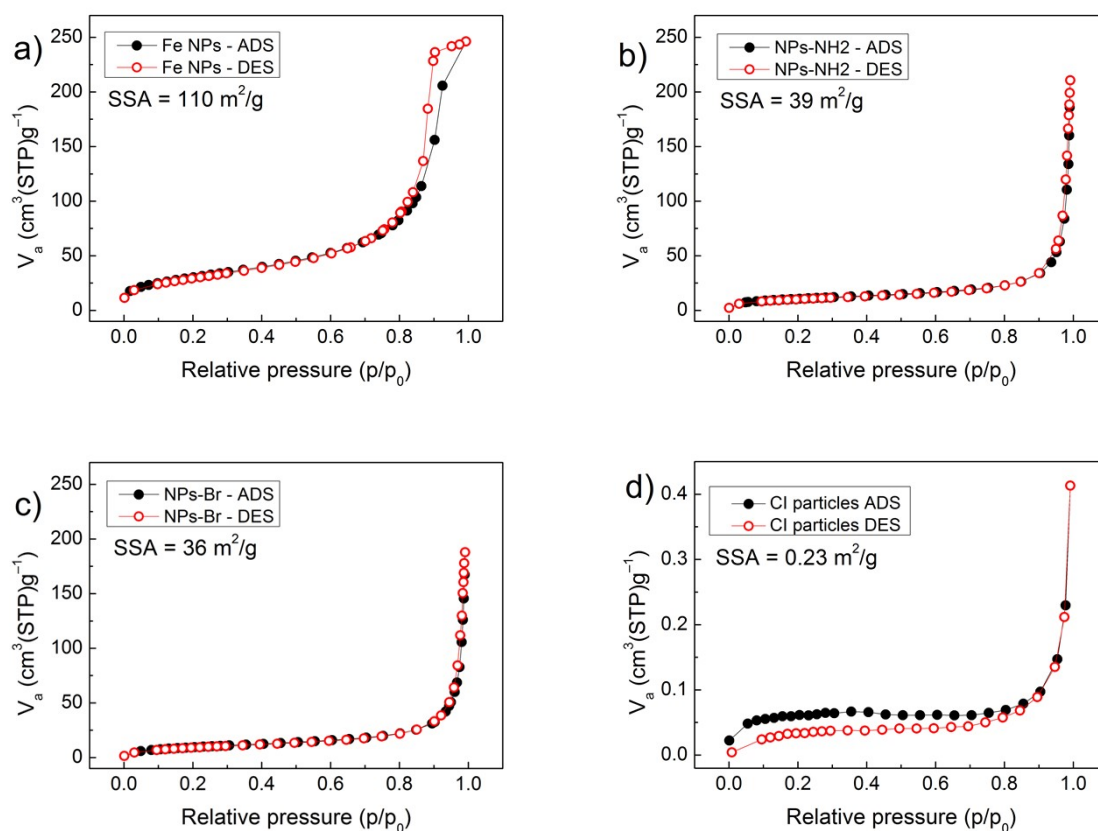 a)
Fe NPs - ADS
Fe NPs - DES
SSA = 110 m²/g
250
200
150
100
50
0
Vₐ (cm³(STP)g⁻¹)
0.0 0.2 0.4 0.6 0.8 1.0
Relative pressure (p/p₀)
b)
NPs-NH2 - ADS
NPs-NH2 - DES
SSA = 39 m²/g
250
200
150
100
50
0
Vₐ (cm³(STP)g⁻¹)
0.0 0.2 0.4 0.6 0.8 1.0
Relative pressure (p/p₀)
c)
NPs-Br - ADS
NPs-Br - DES
SSA = 36 m²/g
250
200
150
100
50
0
Vₐ (cm³(STP)g⁻¹)
0.0 0.2 0.4 0.6 0.8 1.0
Relative pressure (p/p₀)
d)
CI particles ADS
CI particles DES
SSA = 0.23 m²/g
0.4
0.3
0.2
0.1
0.0
Vₐ (cm³(STP)g⁻¹)
0.0 0.2 0.4 0.6 0.8 1.0
Relative pressure (p/p₀)